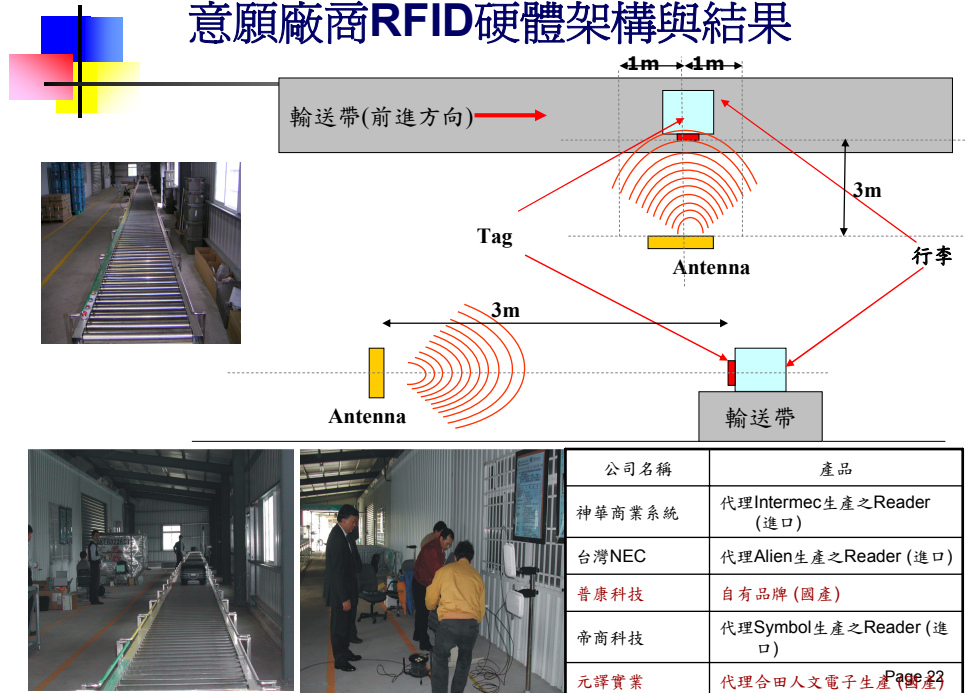 意願廠商RFID硬體架構與結果
1m 1m
輸送帶(前進方向)
3m
Tag
Antenna
行李
3m
Antenna
輸送帶
公司名稱 產品
神華商業系統 代理Intermec生產之Reader
(進口)
台灣NEC 代理Alien生產之Reader (進口)
普康科技 自有品牌 (國產)
帝商科技 代理Symbol生產之Reader (進
口)
元譯實業 代理合田人文電子生產 (國產)
Page 22